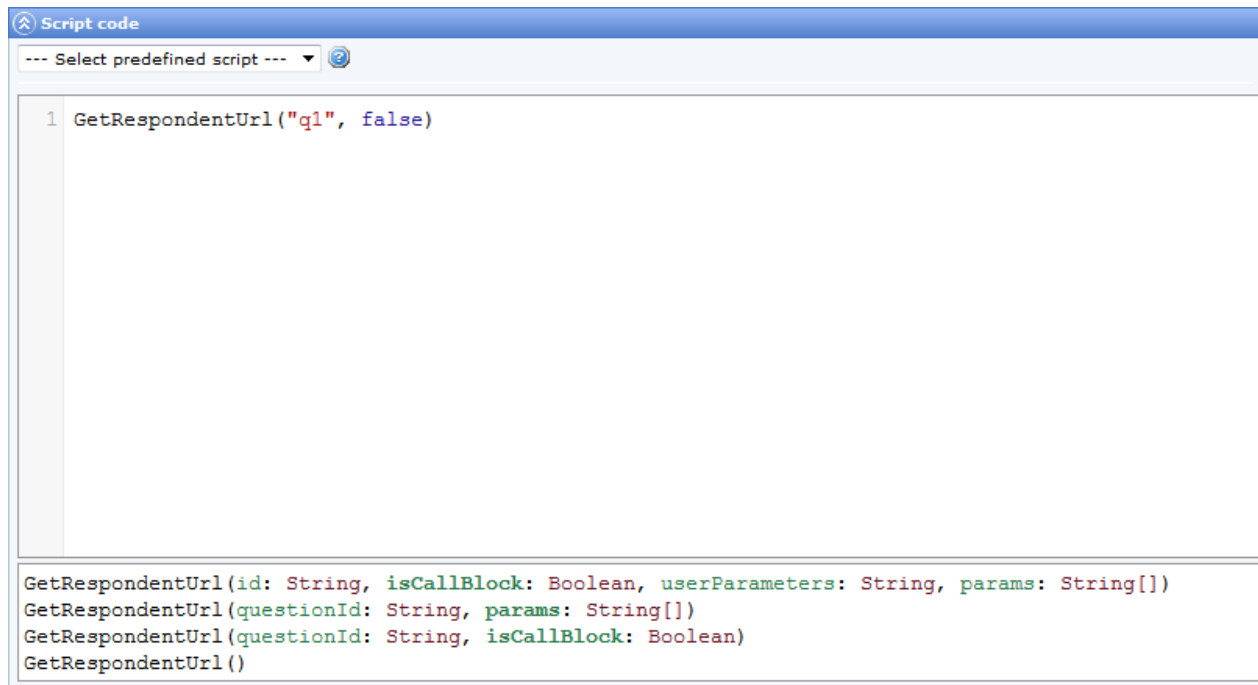 Script code
--- Select predefined script ---
1 GetRespondentUrl("q1", false)
GetRespondentUrl(id: String, isCallBlock: Boolean, userParameters: String, params: String[])
GetRespondentUrl(questionId: String, params: String[])
GetRespondentUrl(questionId: String, isCallBlock: Boolean)
GetRespondentUrl()